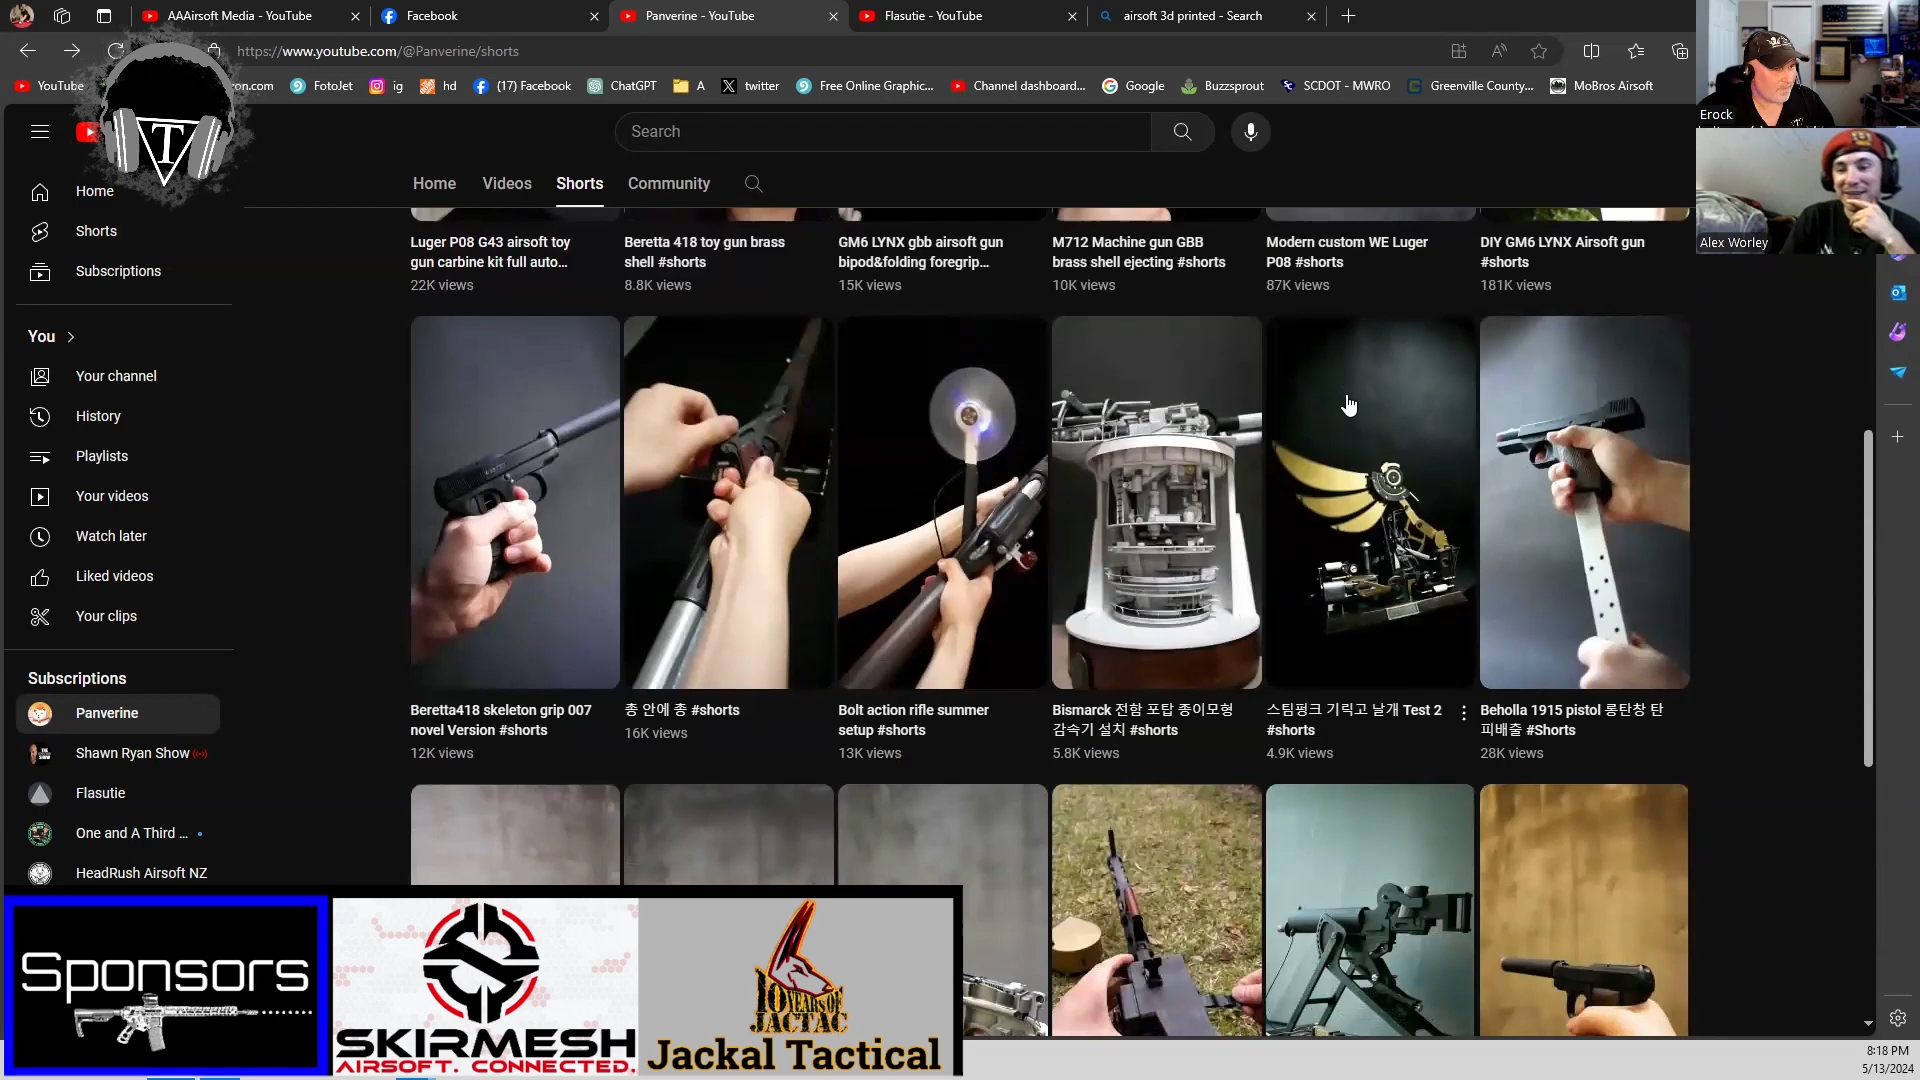 AAAirsoft Media - YouTube
Facebook
Panverine - YouTube
Flasutie - YouTube
airsoft 3d printed - Search
https://www.youtube.com/@Panverine/shorts
YouTube
on.com
FotoJet
ig
hd
(17) Facebook
ChatGPT
A
twitter
Free Online Graphic...
Channel dashboard...
Google
Buzzsprout
SCDOT - MWRO
Greenville County...
MoBros Airsoft
Erock
T
Search
Home
Videos
Shorts
Community
Alex Worley
Home
Shorts
Subscriptions
You
Your channel
History
Playlists
Your videos
Watch later
Liked videos
Your clips
Subscriptions
Panverine
Shawn Ryan Show
Flasutie
One and A Third ...
HeadRush Airsoft NZ
Luger P08 G43 airsoft toy
gun carbine kit full auto...
22K views
Beretta 418 toy gun brass
shell #shorts
8.8K views
GM6 LYNX gbb airsoft gun
bipod&folding foregrip...
15K views
M712 Machine gun GBB
brass shell ejecting #shorts
10K views
Modern custom WE Luger
P08 #shorts
87K views
DIY GM6 LYNX Airsoft gun
#shorts
181K views
Beretta418 skeleton grip 007
novel Version #shorts
12K views
총 안에 총 #shorts
16K views
Bolt action rifle summer
setup #shorts
13K views
Bismarck 전함 포탑 종이모형
감속기 설치 #shorts
5.8K views
스팀펑크 기릭고 날개 Test 2
#shorts
4.9K views
Beholla 1915 pistol 롱탄창 탄
피배출 #Shorts
28K views
Sponsors
SKIRMESH
AIRSOFT. CONNECTED.
10 YEARS OF
JACTAC
Jackal Tactical
8:18 PM
5/13/2024